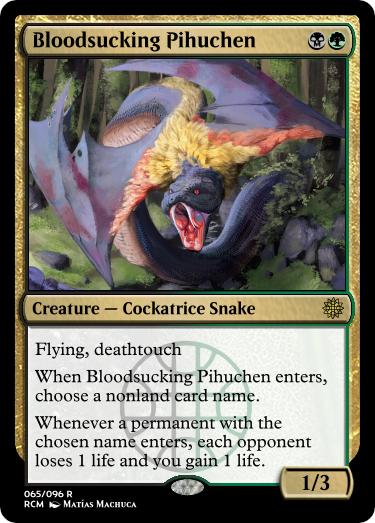 Bloodsucking Pihuchen
Creature — Cockatrice Snake
Flying, deathtouch
When Bloodsucking Pihuchen enters,
choose a nonland card name.
Whenever a permanent with the
chosen name enters, each opponent
loses 1 life and you gain 1 life.
1/3
065/096 R
RCM Matías Machuca